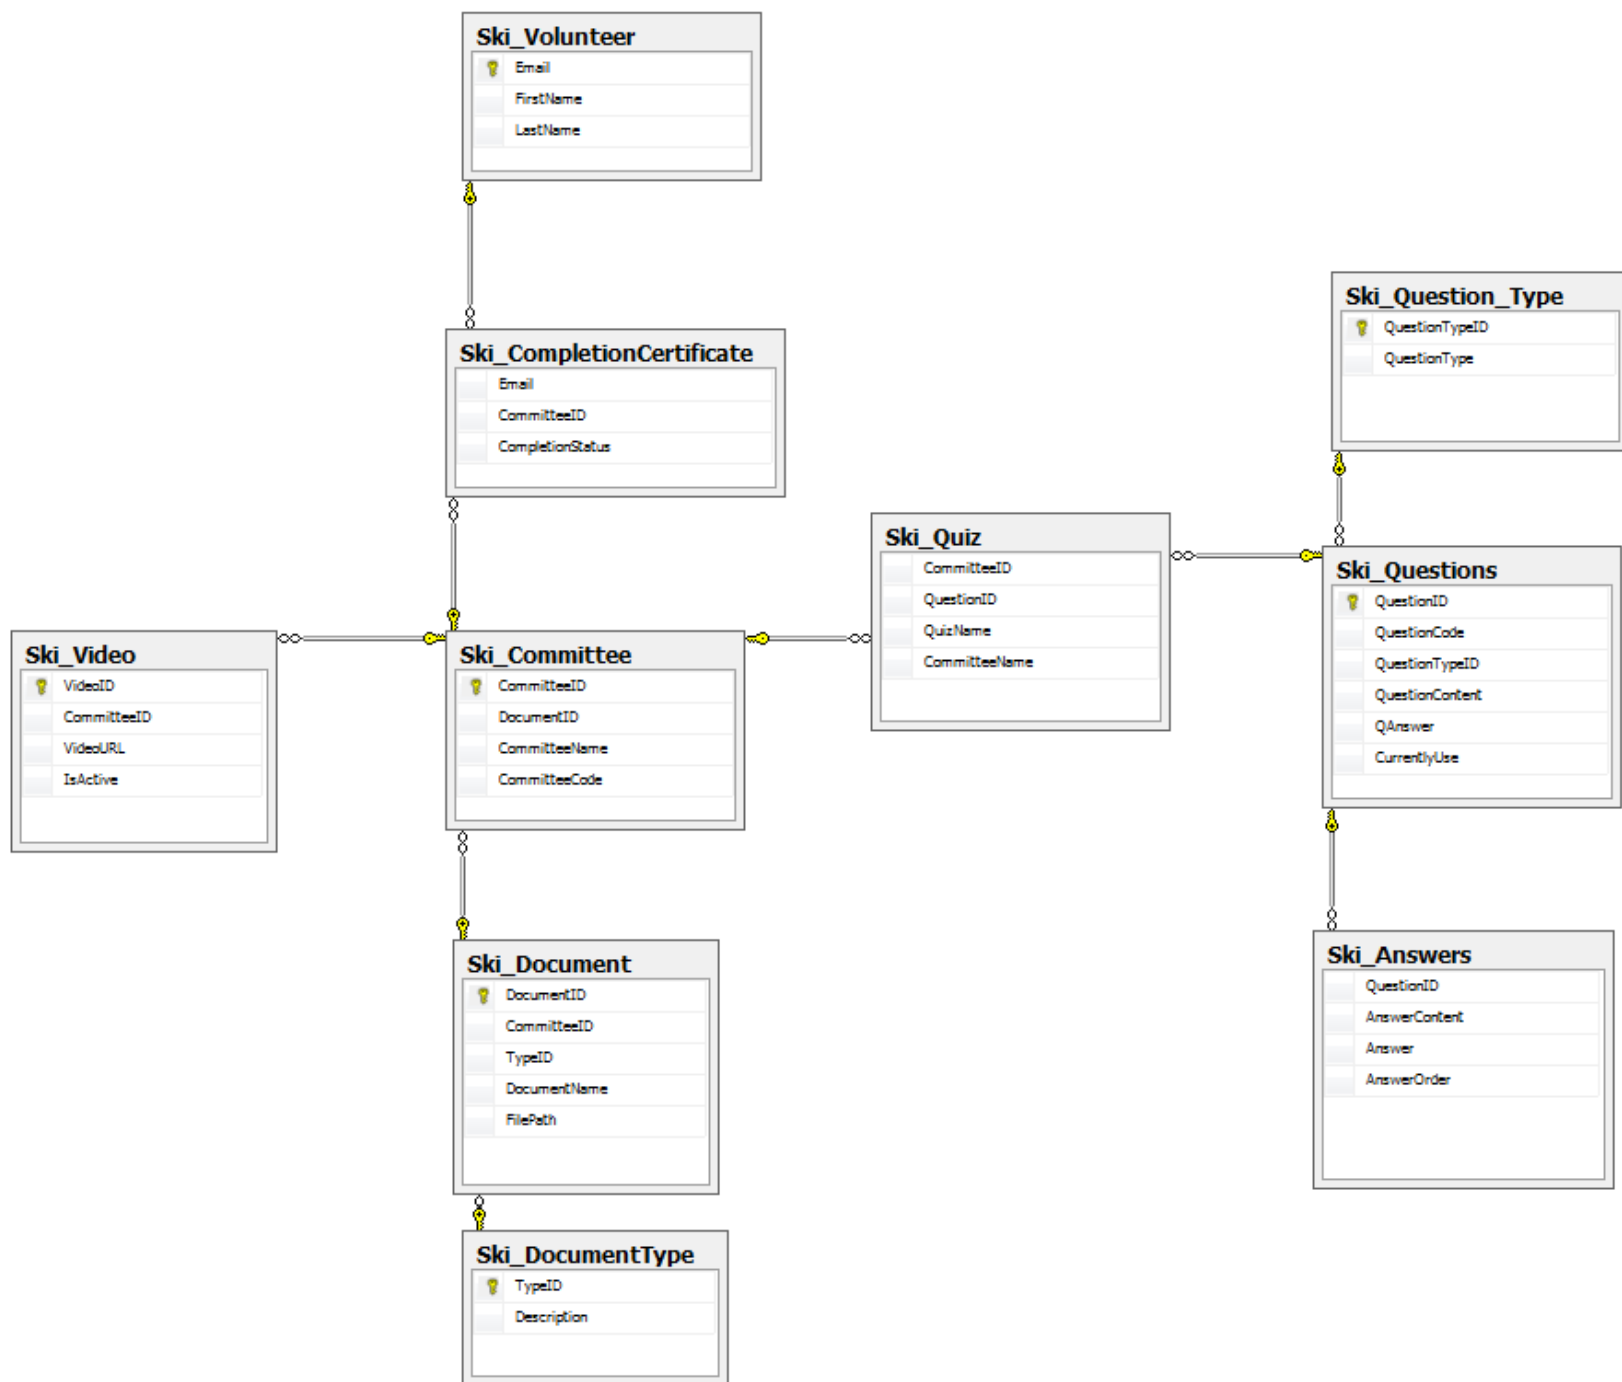 Ski_Volunteer
Email
FirstName
LastName
Ski_CompletionCertificate
Email
CommitteeID
CompletionStatus
Ski_Question_Type
QuestionTypeID
QuestionType
Ski_Quiz
CommitteeID
QuestionID
QuizName
CommitteeName
Ski_Questions
QuestionID
QuestionCode
QuestionTypeID
QuestionContent
QAnswer
CurrentlyUse
Ski_Video
VideoID
CommitteeID
VideoURL
IsActive
Ski_Committee
CommitteeID
DocumentID
CommitteeName
CommitteeCode
Ski_Document
DocumentID
CommitteeID
TypeID
DocumentName
FilePath
Ski_Answers
QuestionID
AnswerContent
Answer
AnswerOrder
Ski_DocumentType
TypeID
Description